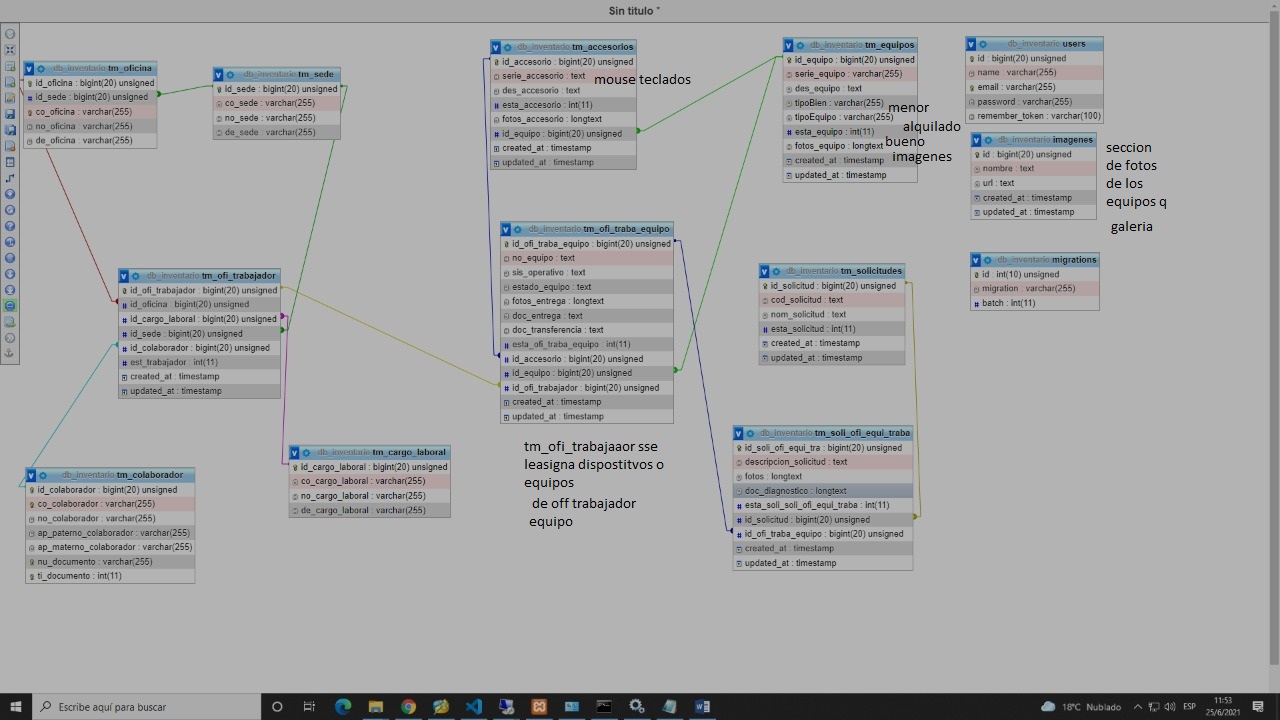 Sin titulo *
db_inventario tm_oficina
id_oficina : bigint(20) unsigned
id_sede : bigint(20) unsigned
co_oficina : varchar(255)
no_oficina : varchar(255)
de_oficina : varchar(255)
db_inventario tm_sede
id_sede : bigint(20) unsigned
co_sede : varchar(255)
no_sede : varchar(255)
de_sede : varchar(255)
db_inventario tm_accesorios
id_accesorio : bigint(20) unsigned
serie_accesorio : text
des_accesorio : text
esta_accesorio : int(11)
fotos_accesorio : longtext
id_equipo : bigint(20) unsigned
created_at : timestamp
updated_at : timestamp
mouse teclados
db_inventario tm_equipos
id_equipo : bigint(20) unsigned
serie_equipo : varchar(255)
des_equipo : text
tipoBien : varchar(255)
tipoEquipo : varchar(255)
esta_equipo : int(11)
fotos_equipo : longtext
created_at : timestamp
updated_at : timestamp
menor
alquilado
bueno
imagenes
db_inventario users
id : bigint(20) unsigned
name : varchar(255)
email : varchar(255)
password : varchar(255)
remember_token : varchar(100)
db_inventario imagenes
id : bigint(20) unsigned
nombre : text
url : text
created_at : timestamp
updated_at : timestamp
seccion
de fotos
de los
equipos q
galeria
db_inventario migrations
id : int(10) unsigned
migration : varchar(255)
batch : int(11)
db_inventario tm_ofi_trabajador
id_ofi_trabajador : bigint(20) unsigned
id_oficina : bigint(20) unsigned
id_cargo_laboral : bigint(20) unsigned
id_sede : bigint(20) unsigned
id_colaborador : bigint(20) unsigned
est_trabajador : int(11)
created_at : timestamp
updated_at : timestamp
db_inventario tm_ofi_traba_equipo
id_ofi_traba_equipo : bigint(20) unsigned
no_equipo : text
sis_operativo : text
estado_equipo : text
fotos_entrega : longtext
doc_entrega : text
doc_transferencia : text
esta_ofi_traba_equipo : int(11)
id_accesorio : bigint(20) unsigned
id_equipo : bigint(20) unsigned
id_ofi_trabajador : bigint(20) unsigned
created_at : timestamp
updated_at : timestamp
db_inventario tm_solicitudes
id_solicitud : bigint(20) unsigned
cod_solicitud : text
nom_solicitud : text
esta_solicitud : int(11)
created_at : timestamp
updated_at : timestamp
tm_ofi_trabajaaor sse
leasigna dispostitvos o
equipos
de off trabajador
equipo
db_inventario tm_soli_ofi_equi_traba
id_soli_ofi_equi_tra : bigint(20) unsigned
descripcion_solicitud : text
fotos : longtext
doc_diagnostico : longtext
esta_soli_soli_ofi_equi_traba : int(11)
id_solicitud : bigint(20) unsigned
id_ofi_traba_equipo : bigint(20) unsigned
created_at : timestamp
updated_at : timestamp
db_inventario tm_cargo_laboral
id_cargo_laboral : bigint(20) unsigned
co_cargo_laboral : varchar(255)
no_cargo_laboral : varchar(255)
de_cargo_laboral : varchar(255)
db_inventario tm_colaborador
id_colaborador : bigint(20) unsigned
co_colaborador : varchar(255)
no_colaborador : varchar(255)
ap_paterno_colaborador : varchar(255)
ap_materno_colaborador : varchar(255)
nu_documento : varchar(255)
ti_documento : int(11)
Escribe aquí para buscar
18°C Nublado
ESP
11:53
25/6/2021